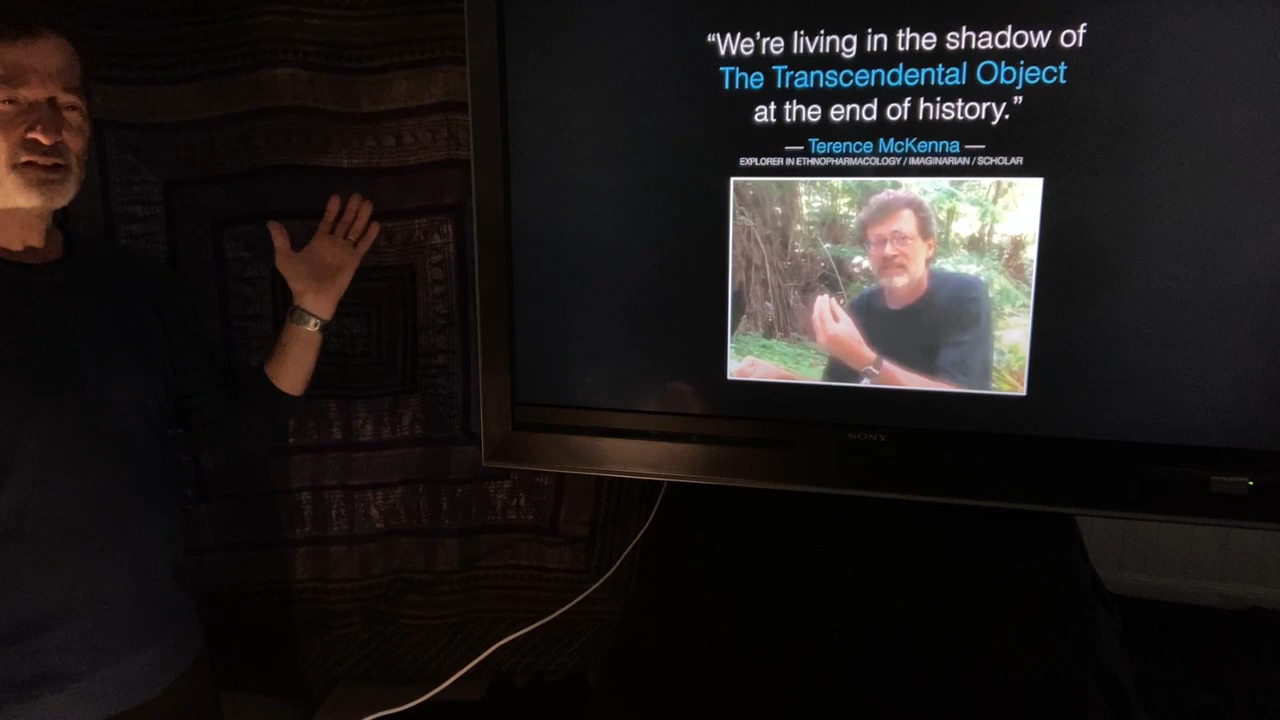 “We’re living in the shadow of
The Transcendental Object
at the end of history.”
— Terence McKenna —
EXPLORER IN ETHNOPHARMACOLOGY / IMAGINARIAN / SCHOLAR
SONY